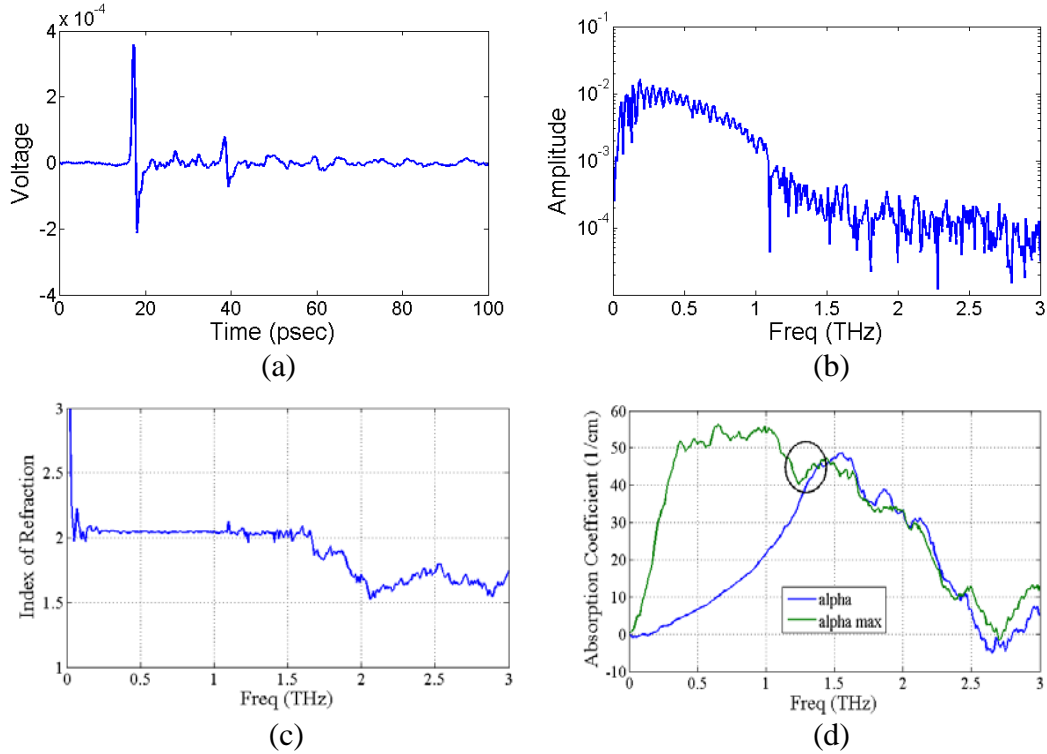 x 10⁻⁴
4
2
0
-2
-4
Voltage
0 20 40 60 80 100
Time (psec)
(a)
10⁻¹
10⁻²
10⁻³
10⁻⁴
Amplitude
0 0.5 1 1.5 2 2.5 3
Freq (THz)
(b)
3
2.5
2
1.5
1
Index of Refraction
0 0.5 1 1.5 2 2.5 3
Freq (THz)
(c)
60
50
40
30
20
10
0
-10
Absorption Coefficient (1/cm)
alpha
alpha max
0 0.5 1 1.5 2 2.5 3
Freq (THz)
(d)